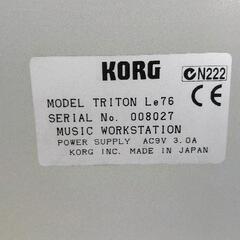 KORG
N222
CE
MODEL TRITON Le76
SERIAL No. 008027
MUSIC WORKSTATION
POWER SUPPLY AC9V 3.0A
KORG INC. MADE IN JAPAN